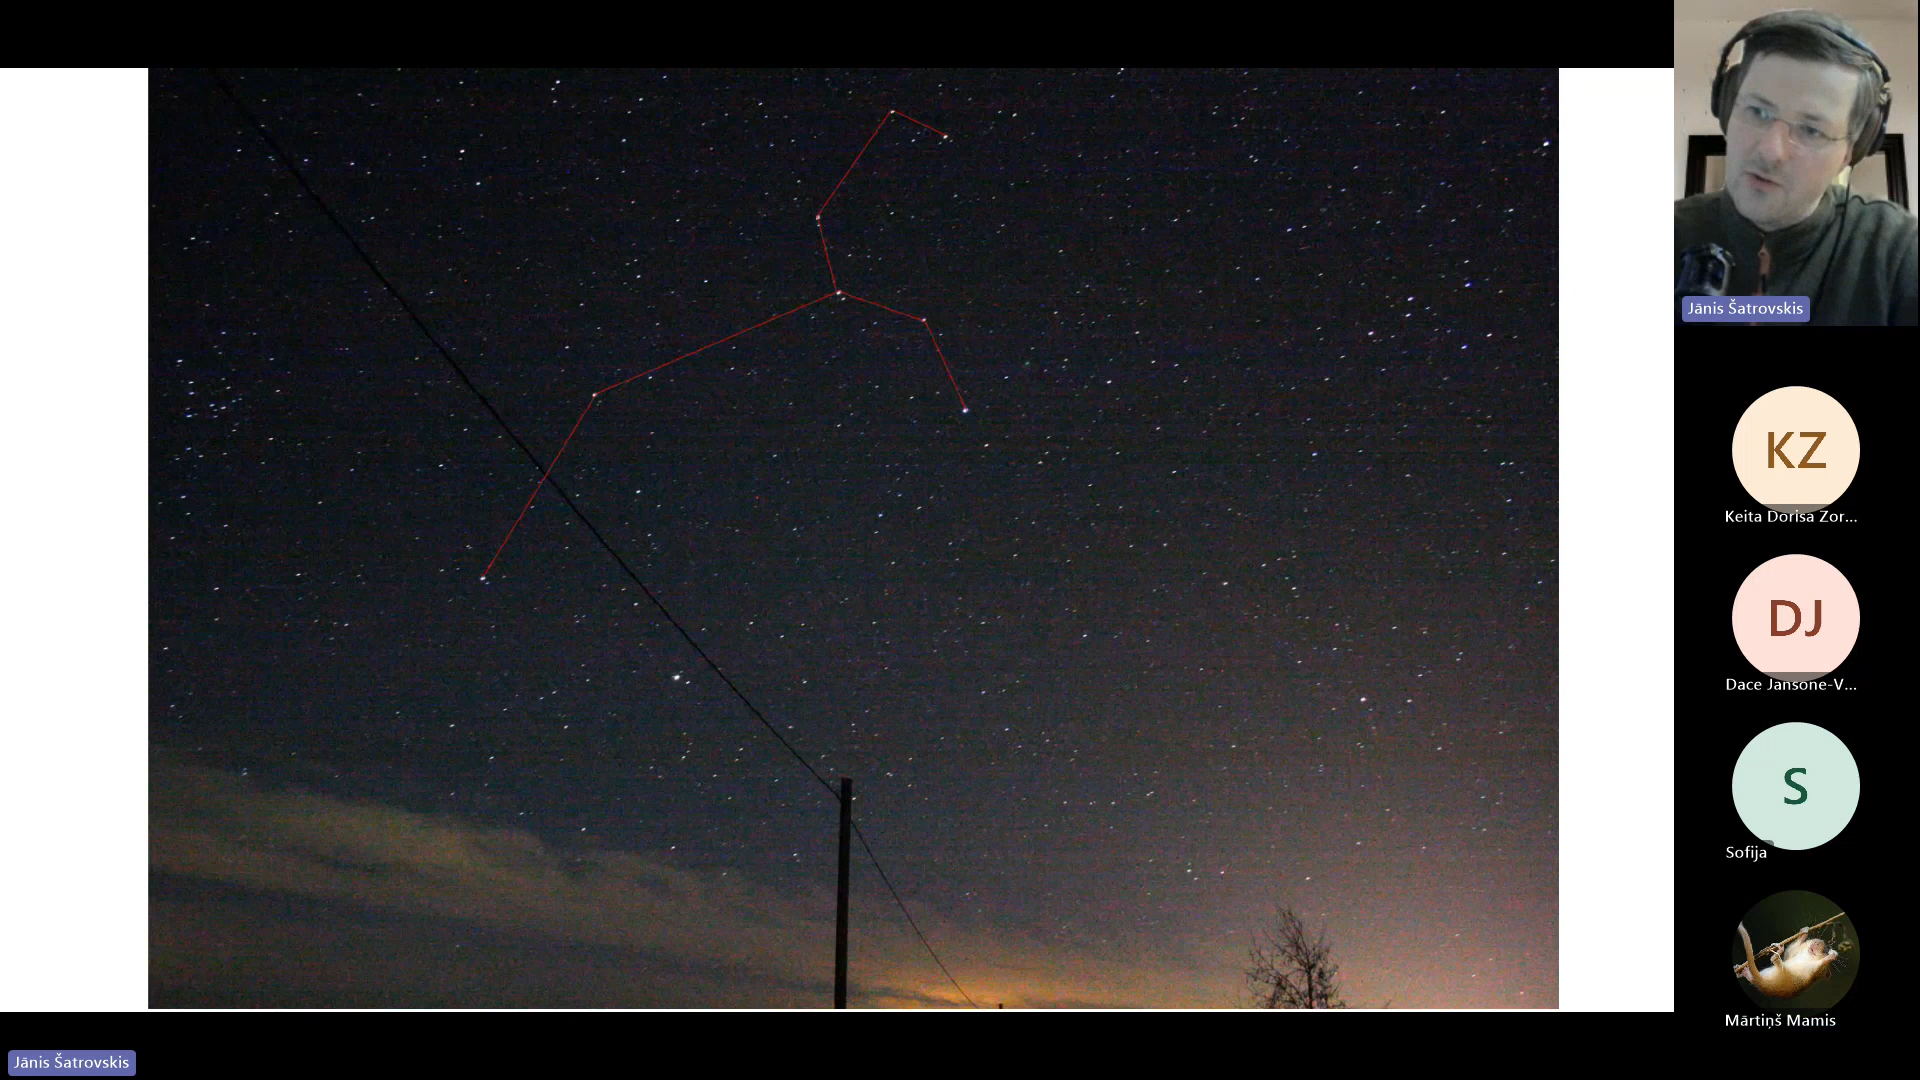 Jānis Šatrovskis
KZ
Keita Dorisa Zor...
DJ
Dace Jansone-V...
S
Sofija
Mārtiņš Mamis
Jānis Šatrovskis